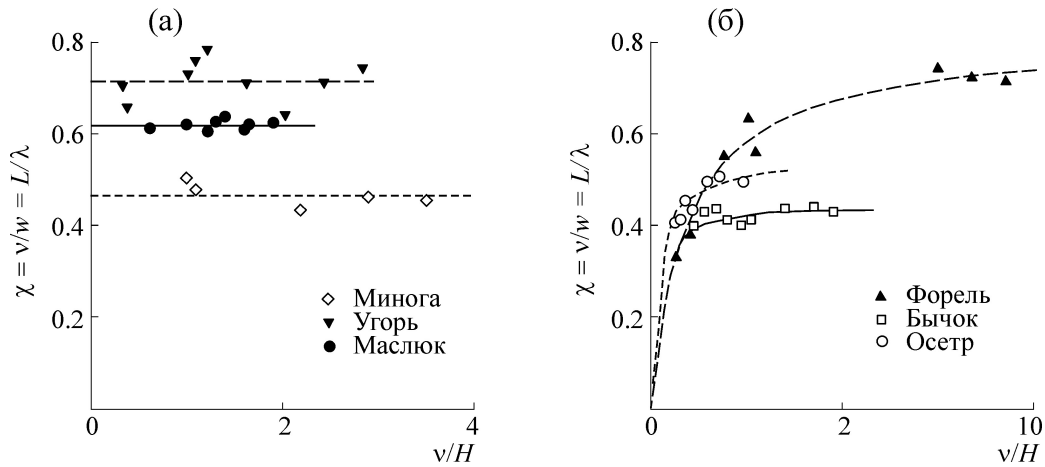 (а)
0.8
0.6
0.4
0.2
χ = v/w = L/λ
Минога
Угорь
Маслюк
0
2
4
v/H
(б)
0.8
0.6
0.4
0.2
χ = v/w = L/λ
Форель
Бычок
Осетр
0
2
10
v/H